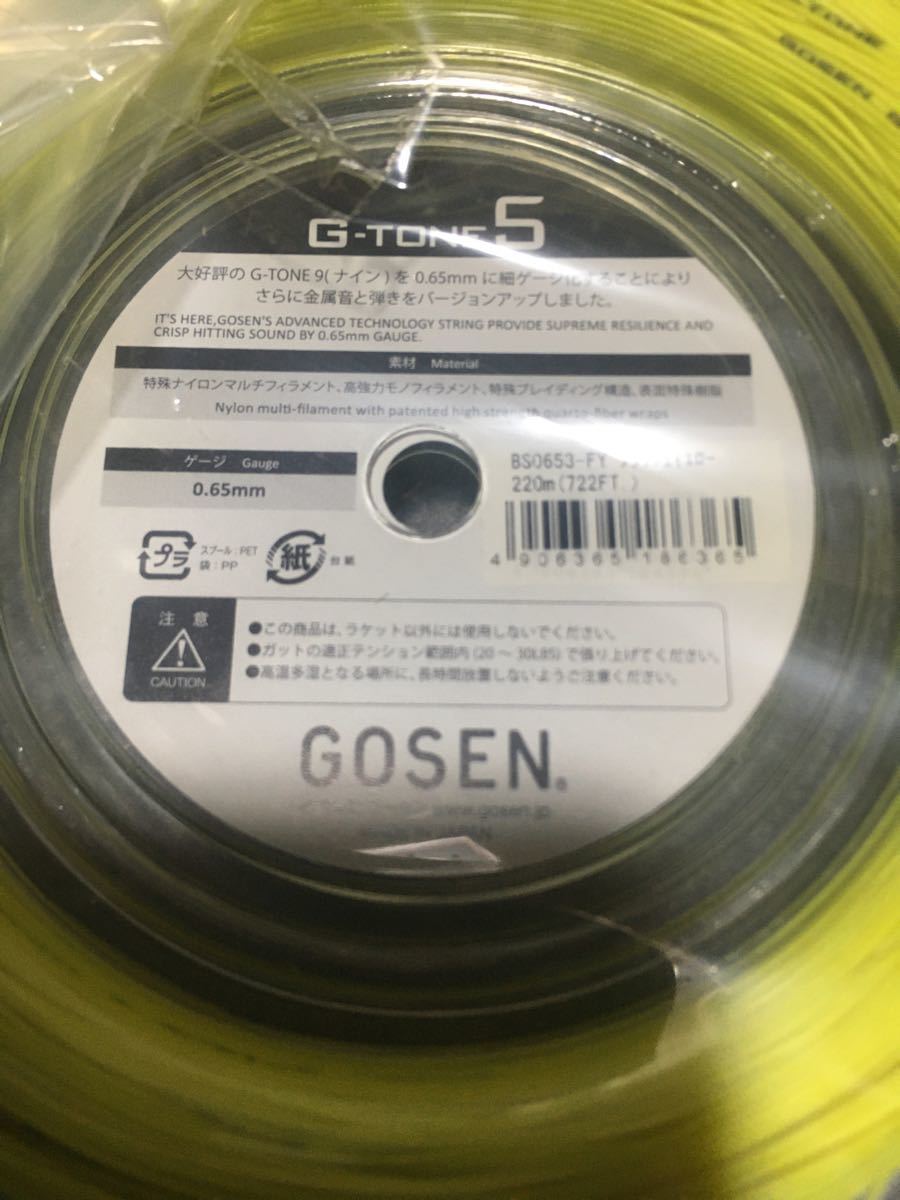 -TONE
GOSEN
G-TONE 5
大好評の G-TONE 9(ナイン)を 0.65mm に細ゲージ化することにより
さらに金属音と弾きをバージョンアップしました。
IT'S HERE,GOSEN'S ADVANCED TECHNOLOGY STRING PROVIDE SUPREME RESILIENCE AND
CRISP HITTING SOUND BY 0.65mm GAUGE.
素材 Material
特殊ナイロンマルチフィラメント、高強力モノフィラメント、特殊ブレイディング構造、表面特殊樹脂
Nylon multi-filament with patented high strength quarto-fiber wraps
ゲージ Gauge
0.65mm
BS0653-FY
220m(722FT.)
4 906365 186365
プラ
スプール:PET
袋:PP
紙
台紙
注意
CAUTION
●この商品は、ラケット以外には使用しないでください。
●ガットの適正テンション範囲内(20～30LBS)で張り上げてください。
●高温多湿となる場所に、長時間放置しないようご注意ください。
GOSEN.
www.gosen.jp